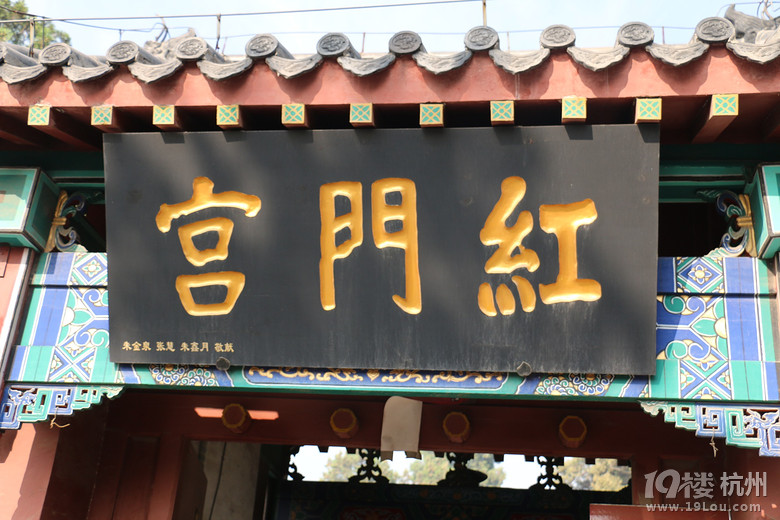 紅門宮
朱金泉 张慧 朱嘉月 敬献
19楼 杭州
www.19Lou.com